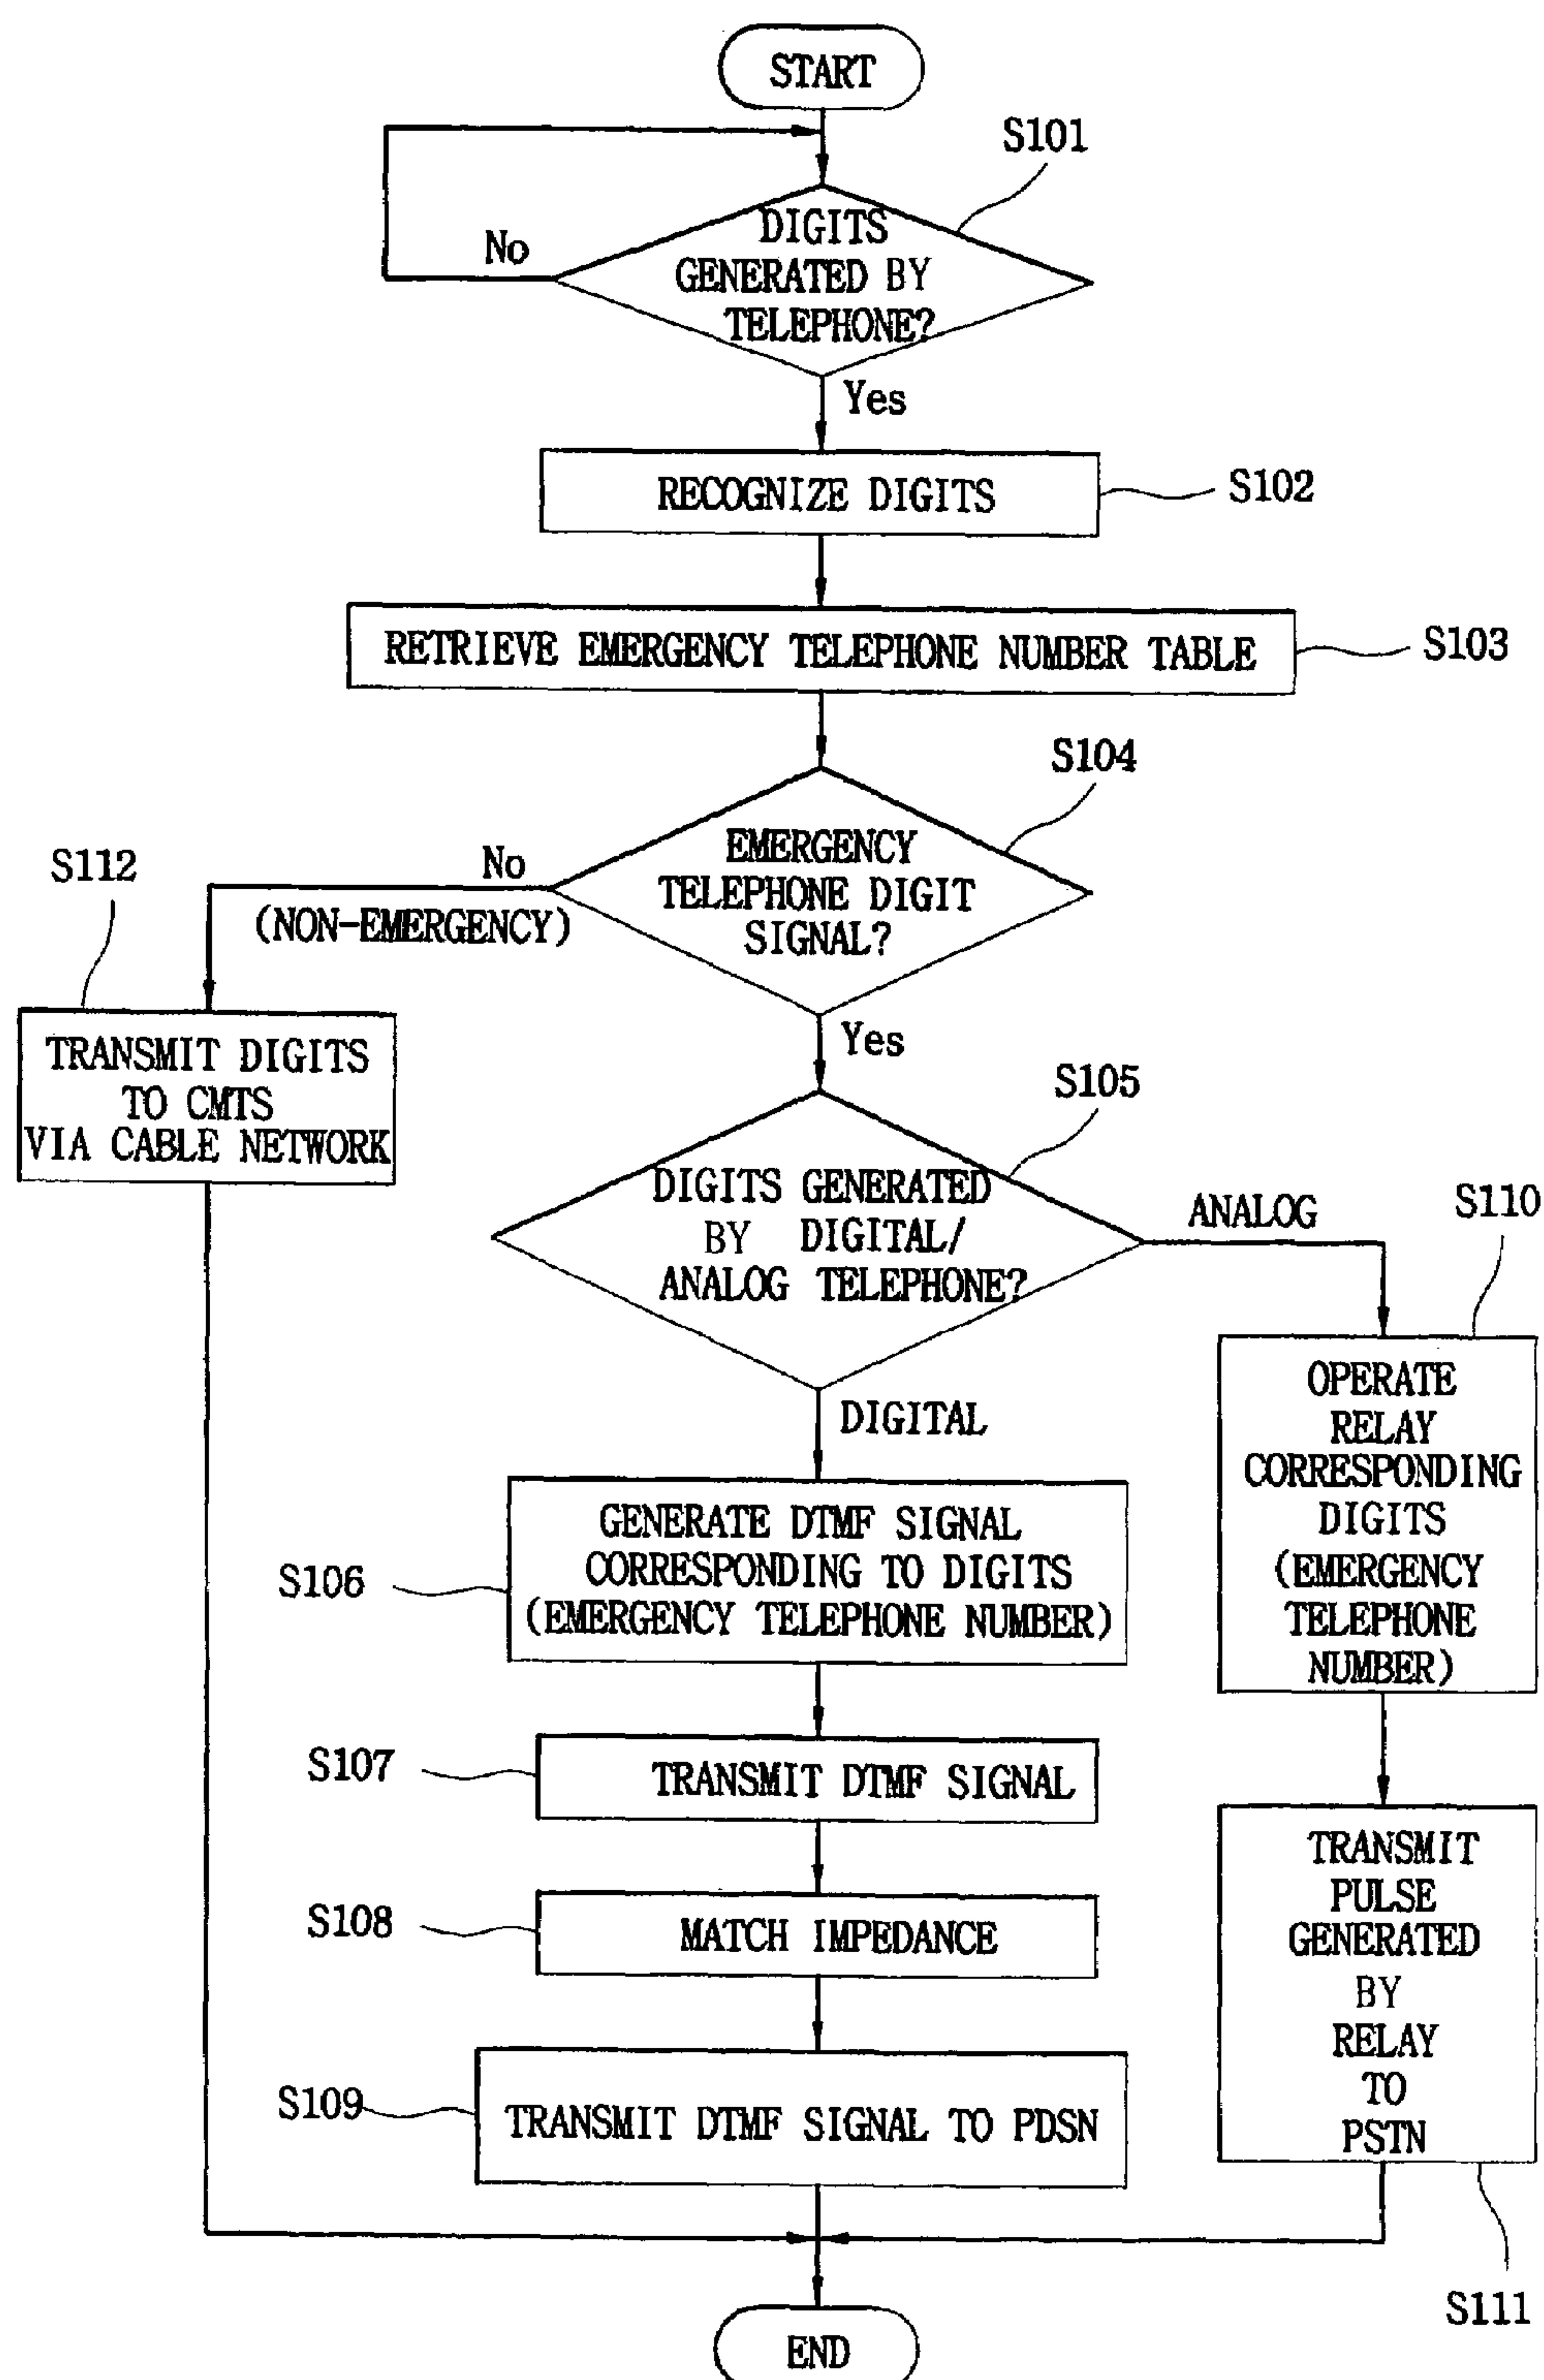 START
S101
DIGITS
GENERATED BY
TELEPHONE?
No
Yes
RECOGNIZE DIGITS
S102
RETRIEVE EMERGENCY TELEPHONE NUMBER TABLE
S103
S104
EMERGENCY
TELEPHONE DIGIT
SIGNAL?
No
(NON-EMERGENCY)
S112
TRANSMIT DIGITS
TO CMTS
VIA CABLE NETWORK
Yes
S105
DIGITS GENERATED
BY DIGITAL/
ANALOG TELEPHONE?
ANALOG
S110
OPERATE
RELAY
CORRESPONDING
DIGITS
(EMERGENCY
TELEPHONE
NUMBER)
DIGITAL
GENERATE DTMF SIGNAL
CORRESPONDING TO DIGITS
(EMERGENCY TELEPHONE NUMBER)
S106
S107
TRANSMIT DTMF SIGNAL
S108
MATCH IMPEDANCE
S109
TRANSMIT DTMF SIGNAL TO PDSN
TRANSMIT
PULSE
GENERATED
BY
RELAY
TO
PSTN
S111
END